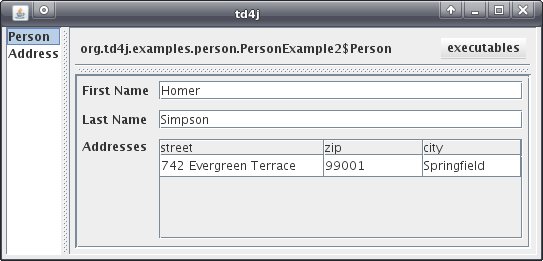 td4j
Person
Address
org.td4j.examples.person.PersonExample2$Person
executables
First Name Homer
Last Name Simpson
Addresses street zip city
742 Evergreen Terrace 99001 Springfield